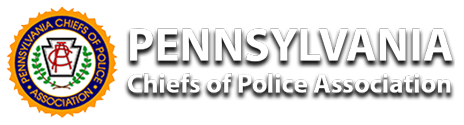 PENNSYLVANIA CHIEFS OF POLICE
ASSOCIATION
PENNSYLVANIA
Chiefs of Police Association